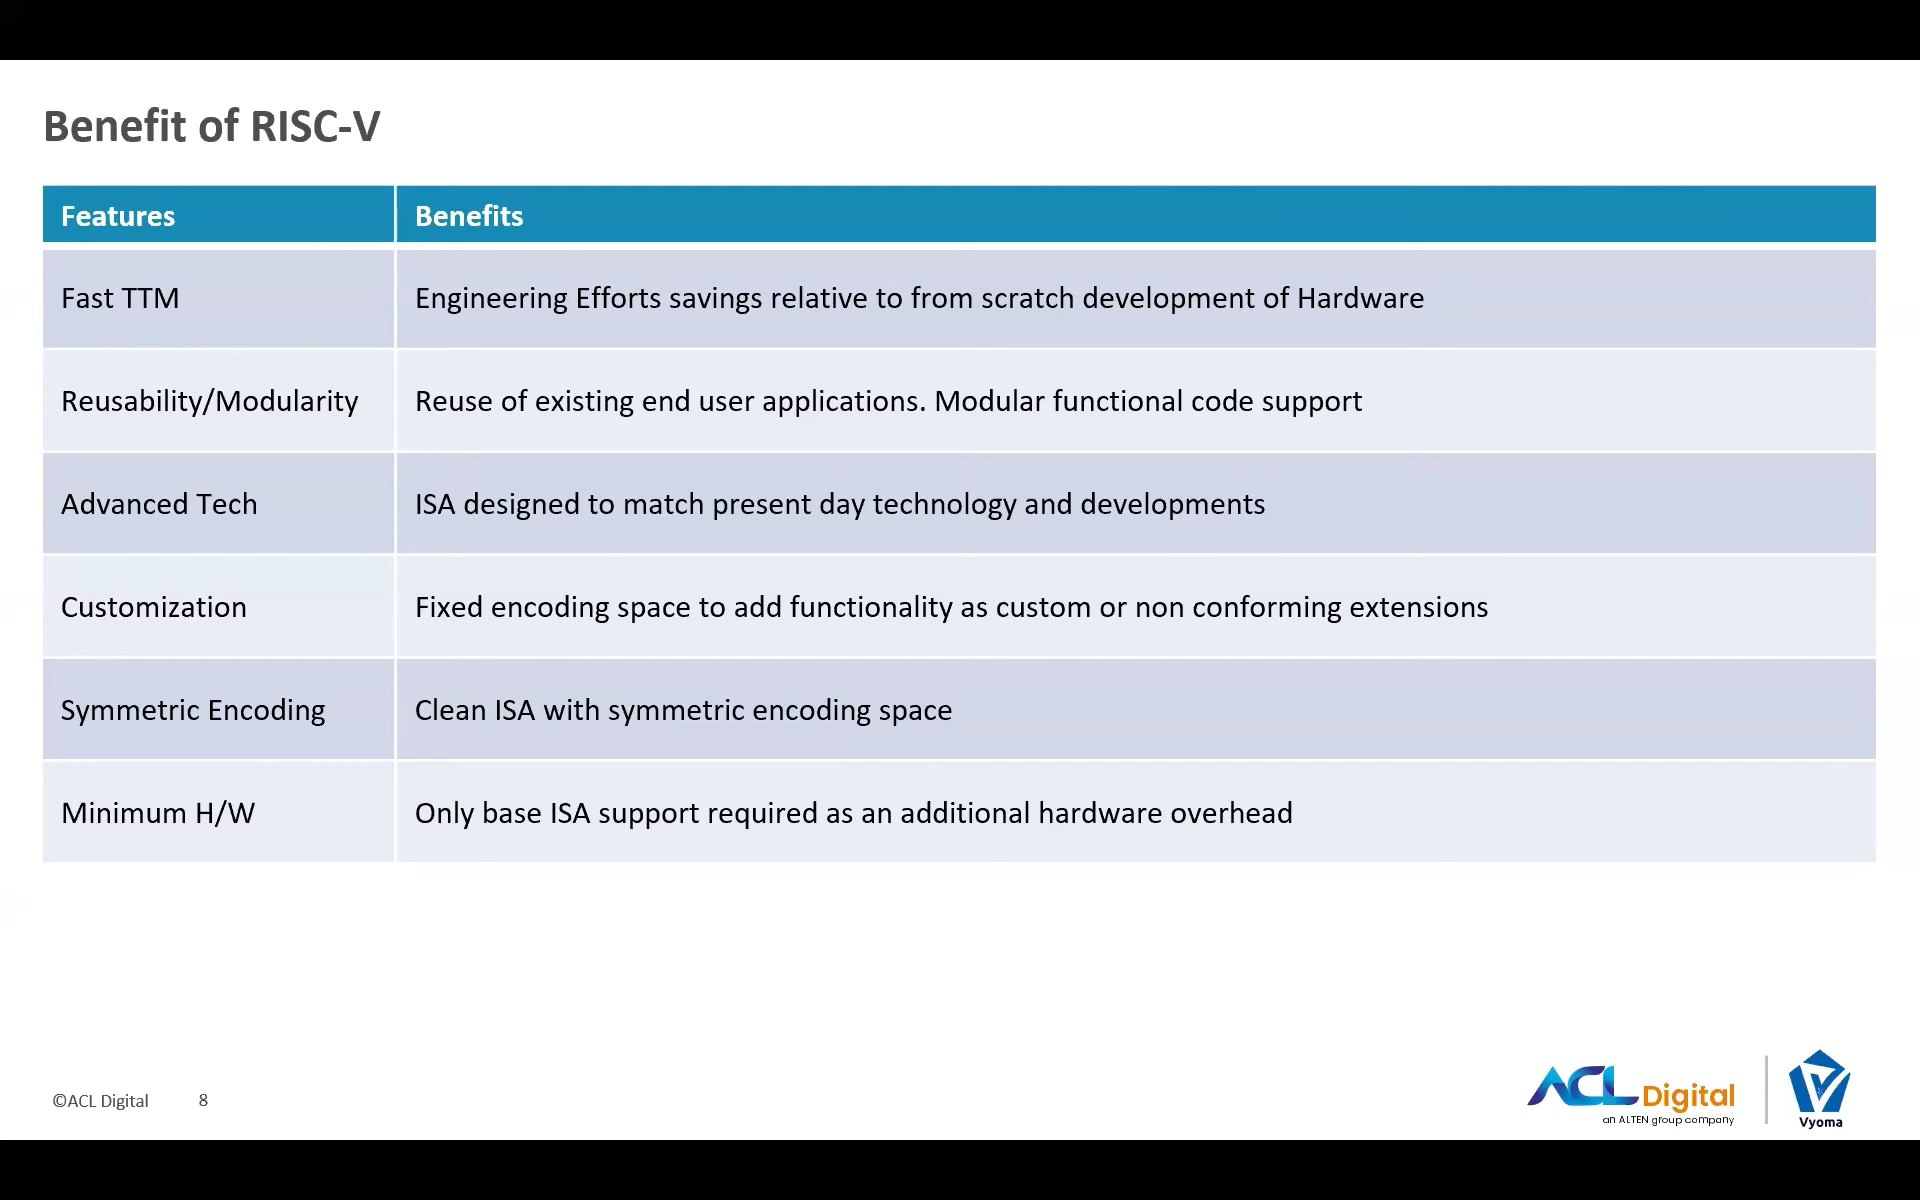 Benefit of RISC-V
Features
Benefits
Fast TTM
Engineering Efforts savings relative to from scratch development of Hardware
Reusability/Modularity
Reuse of existing end user applications. Modular functional code support
Advanced Tech
ISA designed to match present day technology and developments
Customization
Fixed encoding space to add functionality as custom or non conforming extensions
Symmetric Encoding
Clean ISA with symmetric encoding space
Minimum H/W
Only base ISA support required as an additional hardware overhead
©ACL Digital
8
ACL Digital
an ALTEN group company
Vyoma